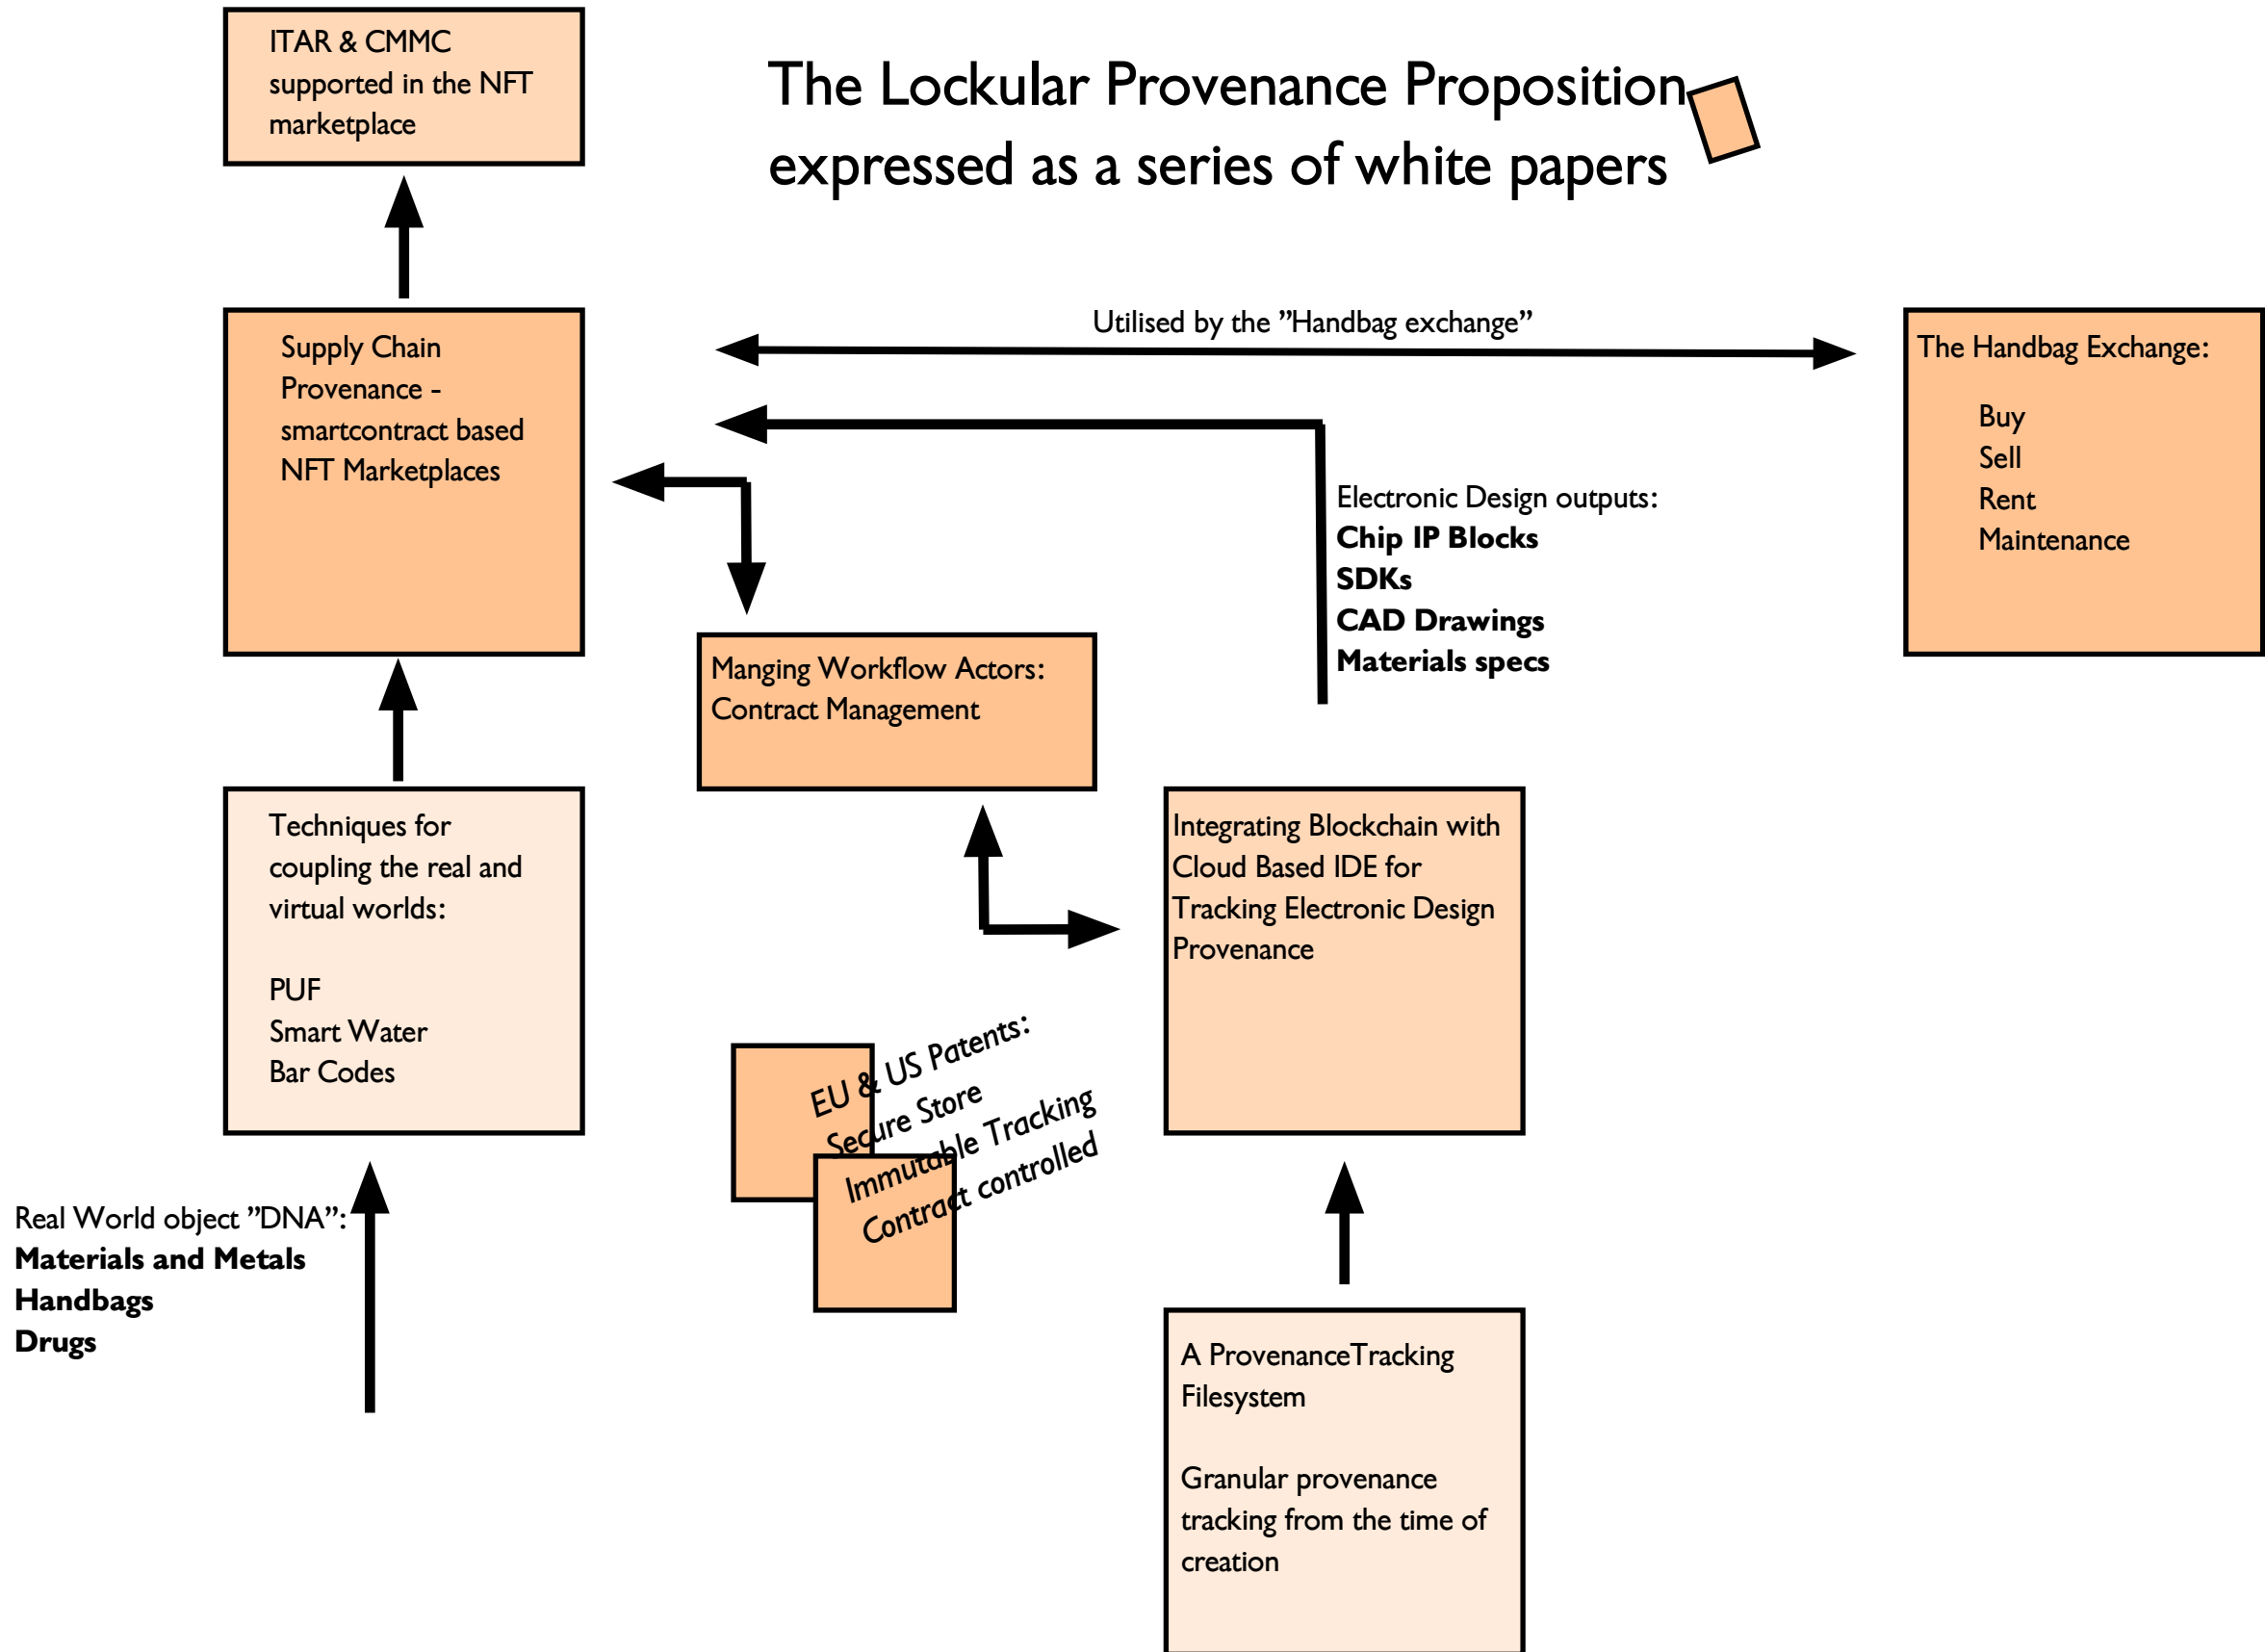 ITAR & CMMC
supported in the NFT
marketplace
The Lockular Provenance Proposition
expressed as a series of white papers
Supply Chain
Provenance -
smartcontract based
NFT Marketplaces
Utilised by the ”Handbag exchange”
The Handbag Exchange:
Buy
Sell
Rent
Maintenance
Electronic Design outputs:
Chip IP Blocks
SDKs
CAD Drawings
Materials specs
Manging Workflow Actors:
Contract Management
Techniques for
coupling the real and
virtual worlds:
PUF
Smart Water
Bar Codes
Integrating Blockchain with
Cloud Based IDE for
Tracking Electronic Design
Provenance
EU & US Patents:
Secure Store
Immutable Tracking
Contract controlled
Real World object ”DNA”:
Materials and Metals
Handbags
Drugs
A ProvenanceTracking
Filesystem
Granular provenance
tracking from the time of
creation